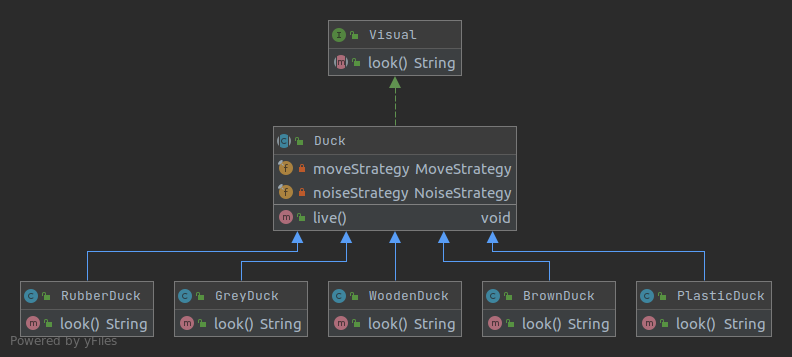 I Visual
m look() String
C Duck
f moveStrategy MoveStrategy
f noiseStrategy NoiseStrategy
m live() void
C RubberDuck C GreyDuck C WoodenDuck C BrownDuck C PlasticDuck
m look() String m look() String m look() String m look() String m look() String
Powered by yFiles